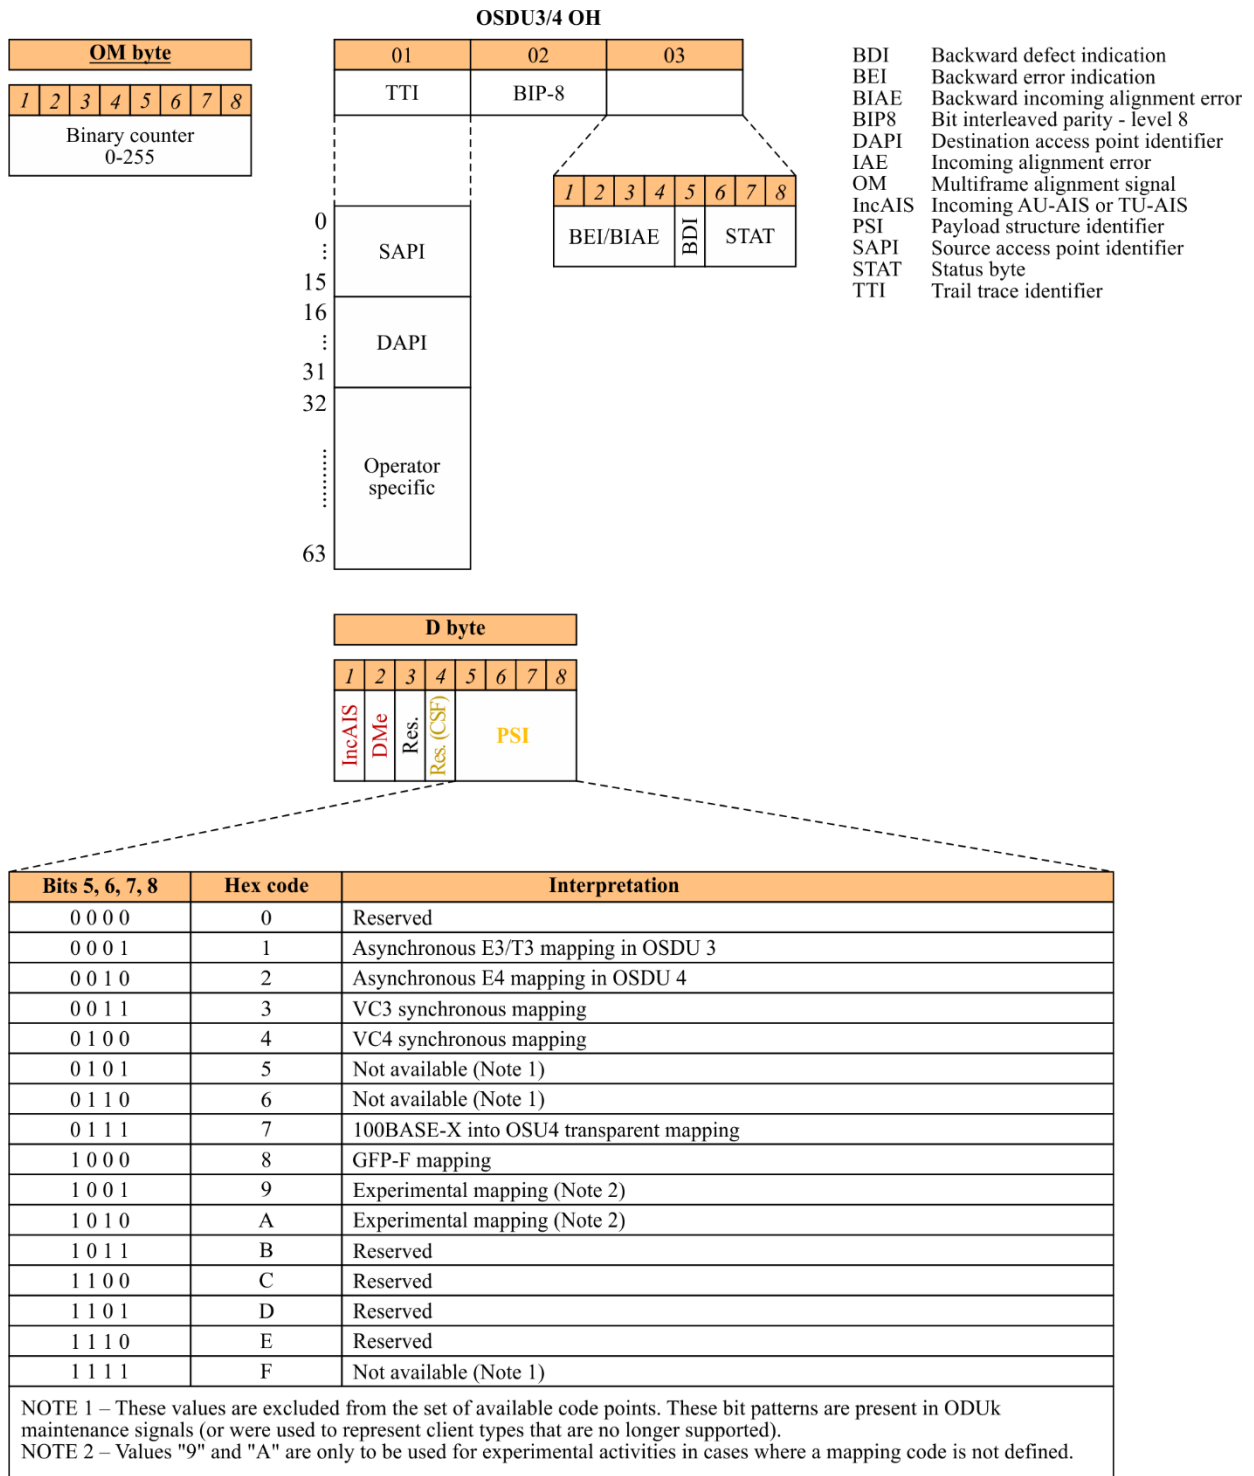 OSDU3/4 OH
OM byte
1 2 3 4 5 6 7 8
Binary counter
0-255
01 02 03
TTI BIP-8
1 2 3 4 5 6 7 8
BEI/BIAE BDI STAT
BDI Backward defect indication
BEI Backward error indication
BIAE Backward incoming alignment error
BIP8 Bit interleaved parity - level 8
DAPI Destination access point identifier
IAE Incoming alignment error
OM Multiframe alignment signal
IncAIS Incoming AU-AIS or TU-AIS
PSI Payload structure identifier
SAPI Source access point identifier
STAT Status byte
TTI Trail trace identifier
0
SAPI
15
16
DAPI
31
32
Operator
specific
63
D byte
1 2 3 4 5 6 7 8
IncAIS DMe Res. Res. (CSF) PSI
Bits 5, 6, 7, 8 Hex code Interpretation
0 0 0 0 0 Reserved
0 0 0 1 1 Asynchronous E3/T3 mapping in OSDU 3
0 0 1 0 2 Asynchronous E4 mapping in OSDU 4
0 0 1 1 3 VC3 synchronous mapping
0 1 0 0 4 VC4 synchronous mapping
0 1 0 1 5 Not available (Note 1)
0 1 1 0 6 Not available (Note 1)
0 1 1 1 7 100BASE-X into OSU4 transparent mapping
1 0 0 0 8 GFP-F mapping
1 0 0 1 9 Experimental mapping (Note 2)
1 0 1 0 A Experimental mapping (Note 2)
1 0 1 1 B Reserved
1 1 0 0 C Reserved
1 1 0 1 D Reserved
1 1 1 0 E Reserved
1 1 1 1 F Not available (Note 1)
NOTE 1 – These values are excluded from the set of available code points. These bit patterns are present in ODUk
maintenance signals (or were used to represent client types that are no longer supported).
NOTE 2 – Values "9" and "A" are only to be used for experimental activities in cases where a mapping code is not defined.